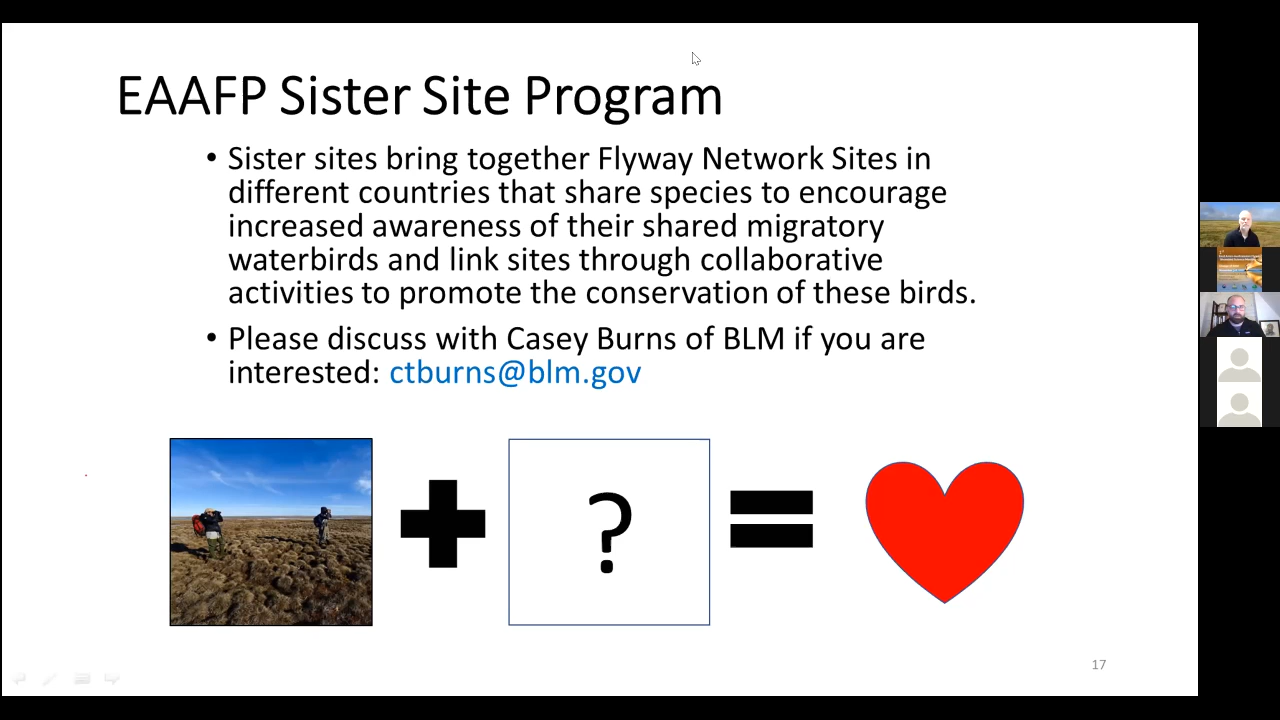 EAAFP Sister Site Program
• Sister sites bring together Flyway Network Sites in
different countries that share species to encourage
increased awareness of their shared migratory
waterbirds and link sites through collaborative
activities to promote the conservation of these birds.
• Please discuss with Casey Burns of BLM if you are
interested: ctburns@blm.gov
?
17